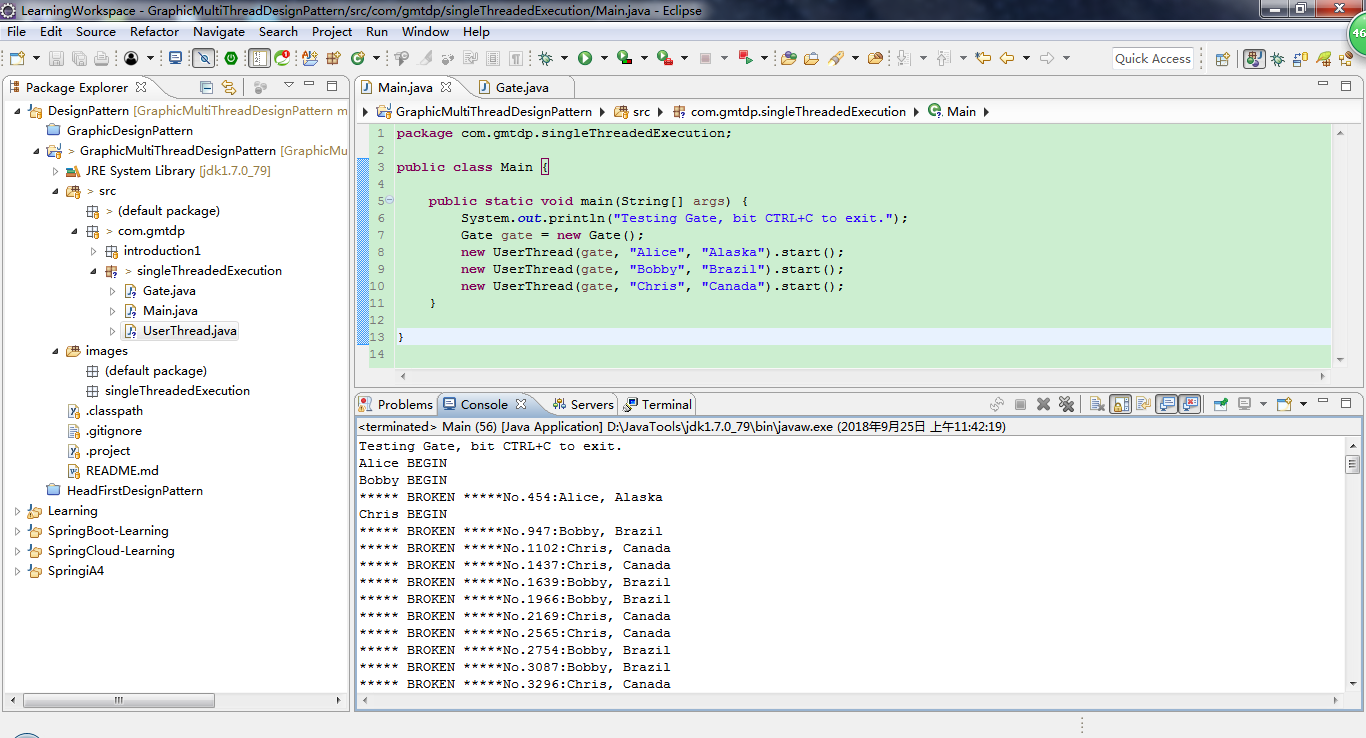 LearningWorkspace - GraphicMultiThreadDesignPattern/src/com/gmtdp/singleThreadedExecution/Main.java - Eclipse
46
File Edit Source Refactor Navigate Search Project Run Window Help
Quick Access
Package Explorer
DesignPattern [GraphicMultiThreadDesignPattern m
GraphicDesignPattern
> GraphicMultiThreadDesignPattern [GraphicMu
JRE System Library [jdk1.7.0_79]
> src
> (default package)
> com.gmtdp
introduction1
> singleThreadedExecution
Gate.java
Main.java
UserThread.java
images
(default package)
singleThreadedExecution
.classpath
.gitignore
.project
README.md
HeadFirstDesignPattern
Learning
SpringBoot-Learning
SpringCloud-Learning
SpringiA4
Main.java Gate.java
GraphicMultiThreadDesignPattern src com.gmtdp.singleThreadedExecution Main
1 package com.gmtdp.singleThreadedExecution;
2
3 public class Main {
4
5 public static void main(String[] args) {
6 System.out.println("Testing Gate, bit CTRL+C to exit.");
7 Gate gate = new Gate();
8 new UserThread(gate, "Alice", "Alaska").start();
9 new UserThread(gate, "Bobby", "Brazil").start();
10 new UserThread(gate, "Chris", "Canada").start();
11 }
12
13 }
14
Problems Console Servers Terminal
<terminated> Main (56) [Java Application] D:\JavaTools\jdk1.7.0_79\bin\javaw.exe (2018年9月25日 上午11:42:19)
Testing Gate, bit CTRL+C to exit.
Alice BEGIN
Bobby BEGIN
***** BROKEN *****No.454:Alice, Alaska
Chris BEGIN
***** BROKEN *****No.947:Bobby, Brazil
***** BROKEN *****No.1102:Chris, Canada
***** BROKEN *****No.1437:Chris, Canada
***** BROKEN *****No.1639:Bobby, Brazil
***** BROKEN *****No.1966:Bobby, Brazil
***** BROKEN *****No.2169:Chris, Canada
***** BROKEN *****No.2565:Chris, Canada
***** BROKEN *****No.2754:Bobby, Brazil
***** BROKEN *****No.3087:Bobby, Brazil
***** BROKEN *****No.3296:Chris, Canada